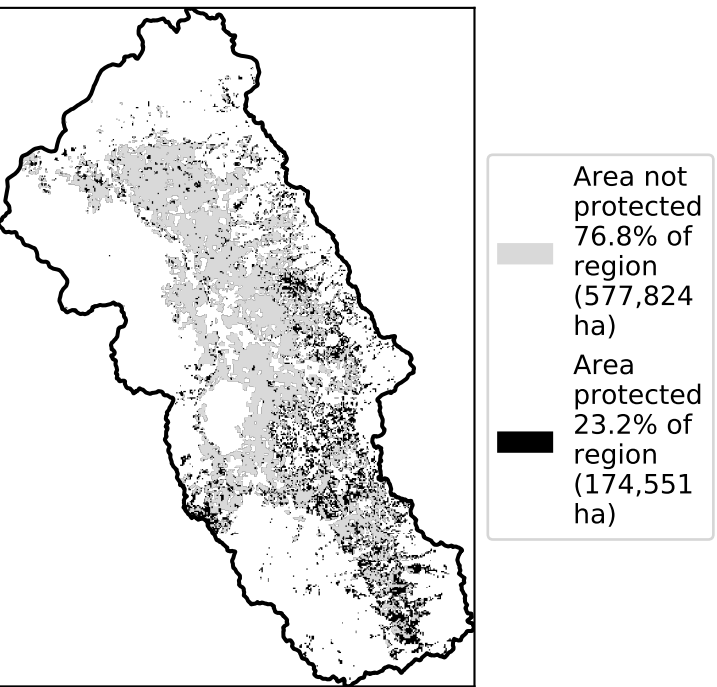 Area not
protected
76.8% of
region
(577,824
ha)
Area
protected
23.2% of
region
(174,551
ha)